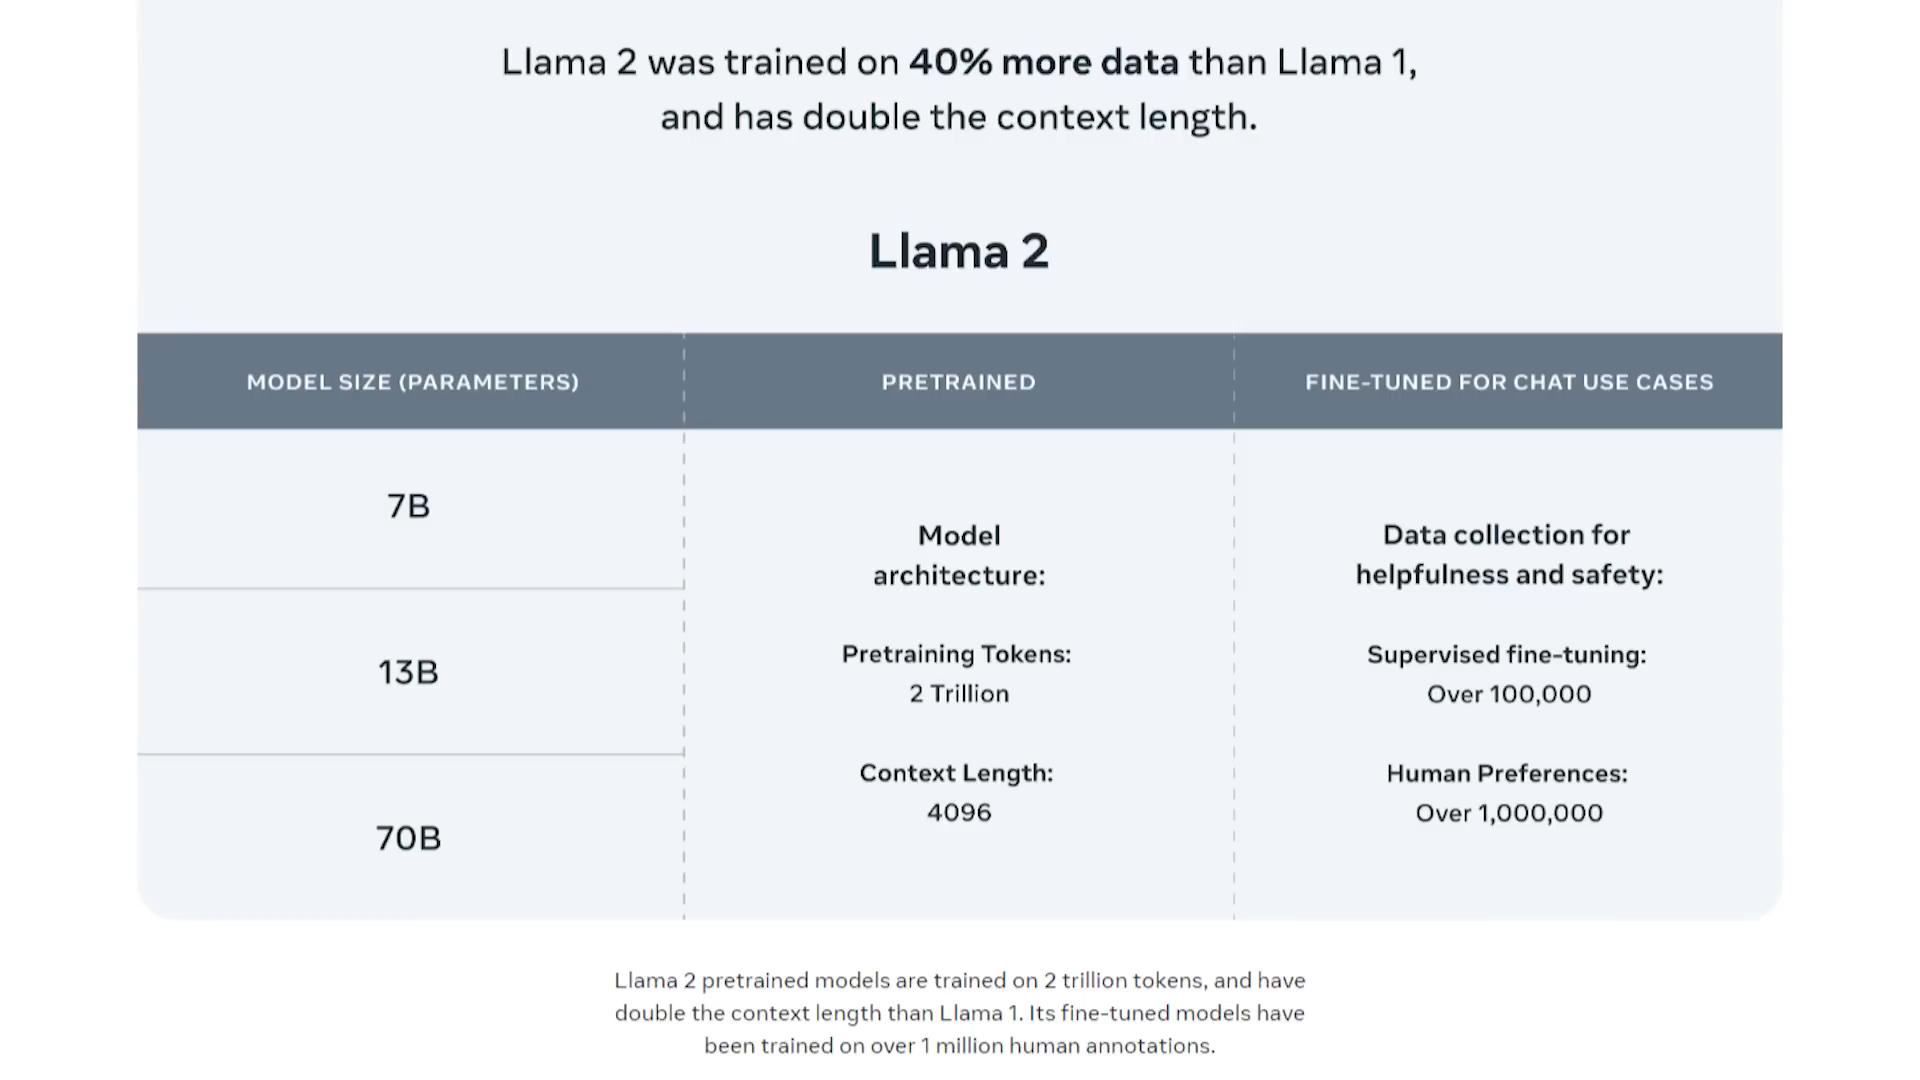 Llama 2 was trained on 40% more data than Llama 1,
and has double the context length.
Llama 2
MODEL SIZE (PARAMETERS)
PRETRAINED
FINE-TUNED FOR CHAT USE CASES
7B
13B
70B
Model
architecture:
Pretraining Tokens:
2 Trillion
Context Length:
4096
Data collection for
helpfulness and safety:
Supervised fine-tuning:
Over 100,000
Human Preferences:
Over 1,000,000
Llama 2 pretrained models are trained on 2 trillion tokens, and have
double the context length than Llama 1. Its fine-tuned models have
been trained on over 1 million human annotations.